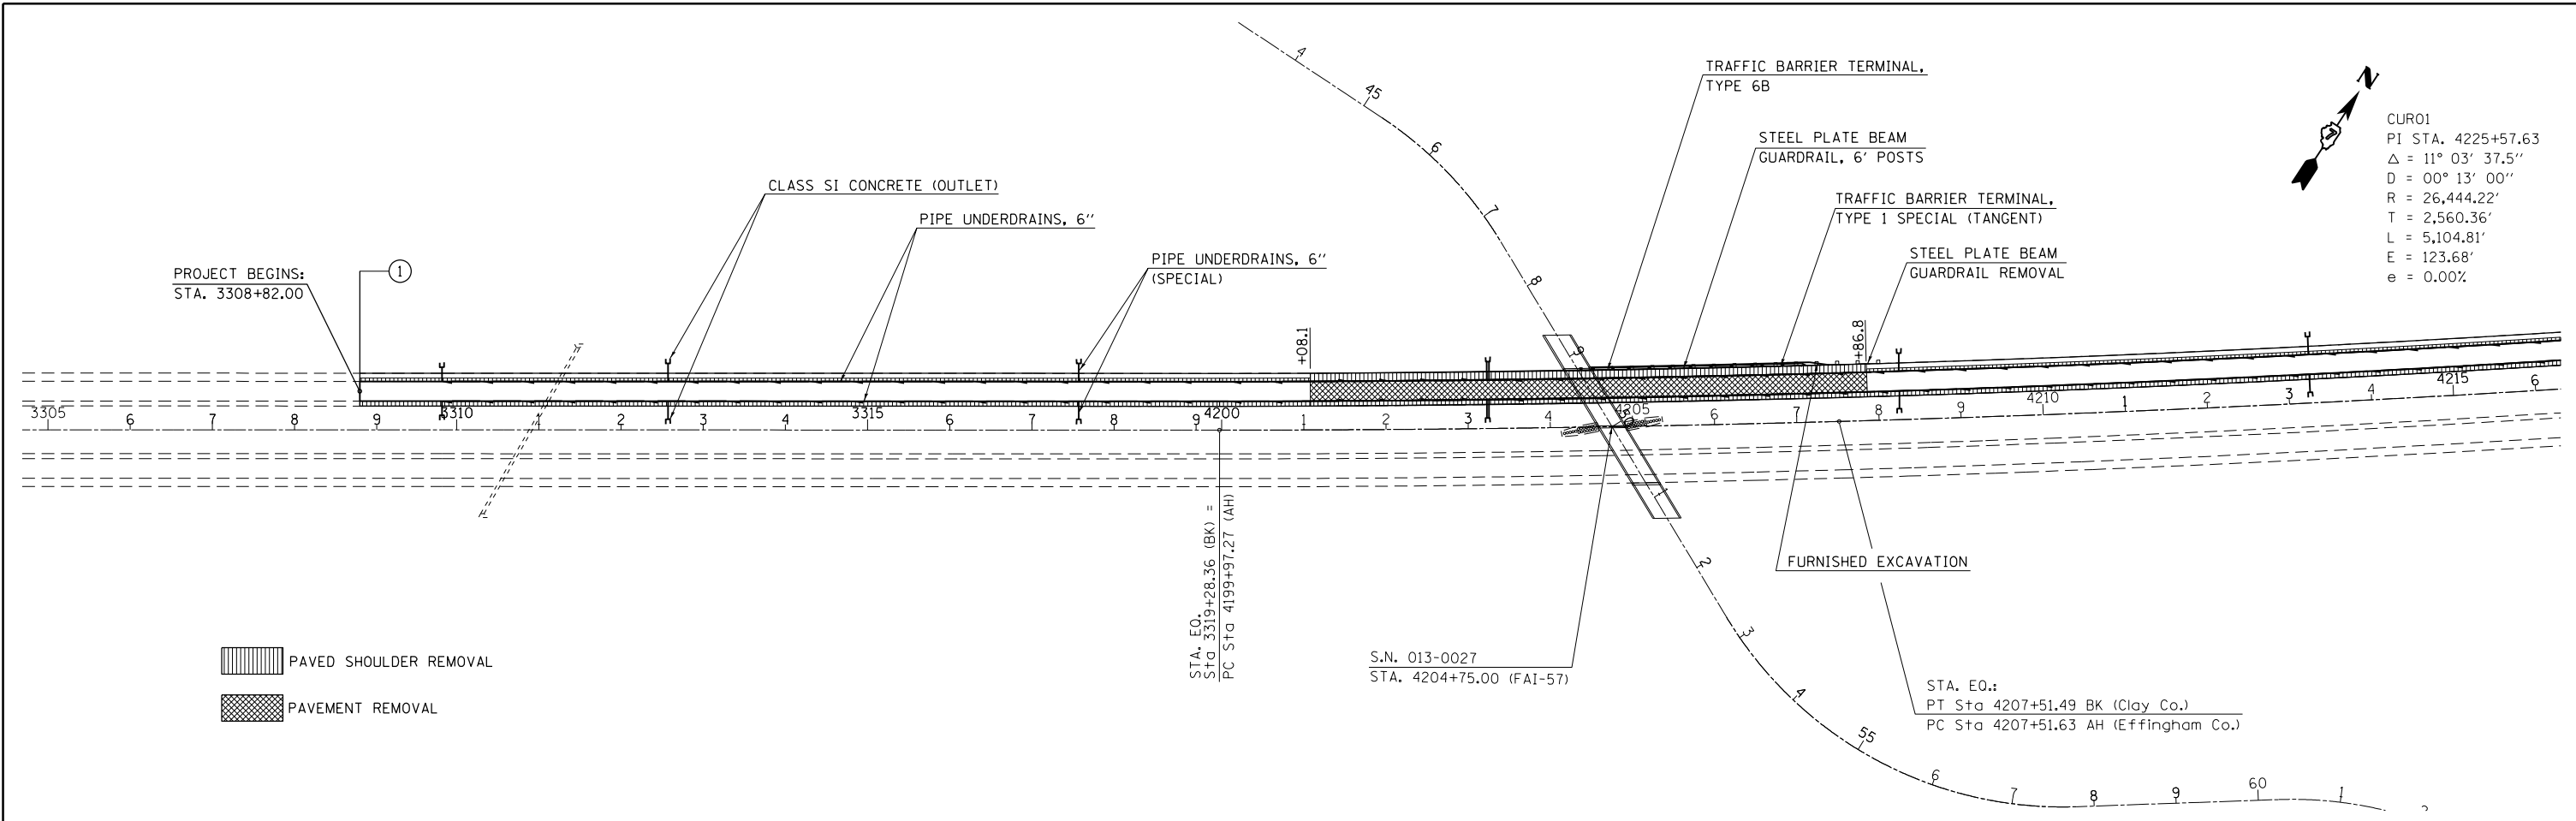 4
45
6
7
8
9
TRAFFIC BARRIER TERMINAL,
TYPE 6B
STEEL PLATE BEAM
GUARDRAIL, 6' POSTS
TRAFFIC BARRIER TERMINAL,
TYPE 1 SPECIAL (TANGENT)
STEEL PLATE BEAM
GUARDRAIL REMOVAL
N
7
CUR01
PI STA. 4225+57.63
Δ = 11° 03' 37.5''
D = 00° 13' 00''
R = 26,444.22'
T = 2,560.36'
L = 5,104.81'
E = 123.68'
e = 0.00%
CLASS SI CONCRETE (OUTLET)
PIPE UNDERDRAINS, 6''
PIPE UNDERDRAINS, 6''
(SPECIAL)
PROJECT BEGINS:
STA. 3308+82.00
1
+08.1
+86.8
3305 6 7 8 9 3310 1 2 3 4 3315 6 7 8 9 4200 1 2 3 4 4205 6 7 8 9 4210 1 2 3 4 4215 6
STA. EQ.
Sta 3319+28.36 (BK) =
PC Sta 4199+97.27 (AH)
1
2
3
4
55
6
7
8
9
60
1
2
FURNISHED EXCAVATION
S.N. 013-0027
STA. 4204+75.00 (FAI-57)
STA. EQ.:
PT Sta 4207+51.49 BK (Clay Co.)
PC Sta 4207+51.63 AH (Effingham Co.)
PAVED SHOULDER REMOVAL
PAVEMENT REMOVAL